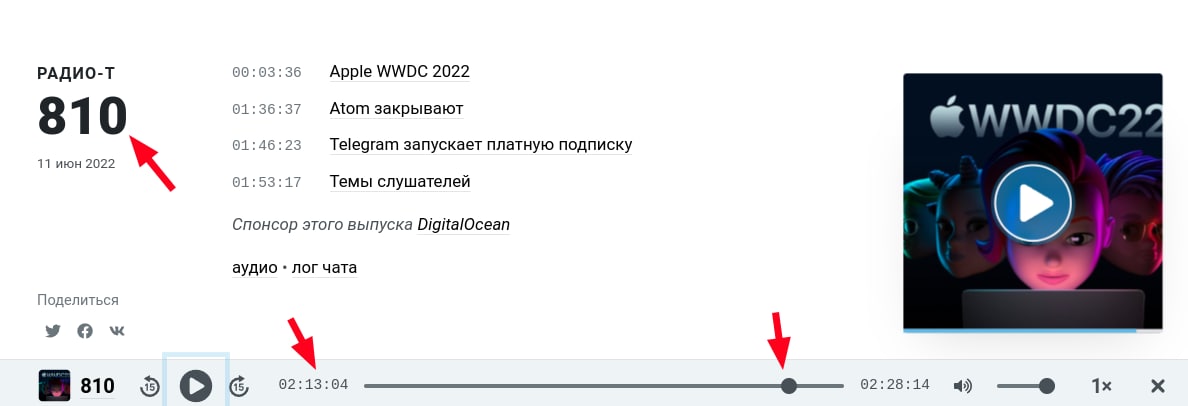 РАДИО-Т
810
11 июн 2022
00:03:36 Apple WWDC 2022
01:36:37 Atom закрывают
01:46:23 Telegram запускает платную подписку
01:53:17 Темы слушателей
Спонсор этого выпуска DigitalOcean
аудио • лог чата
WWDC22
Поделиться
810 15 15 02:13:04 02:28:14 1×